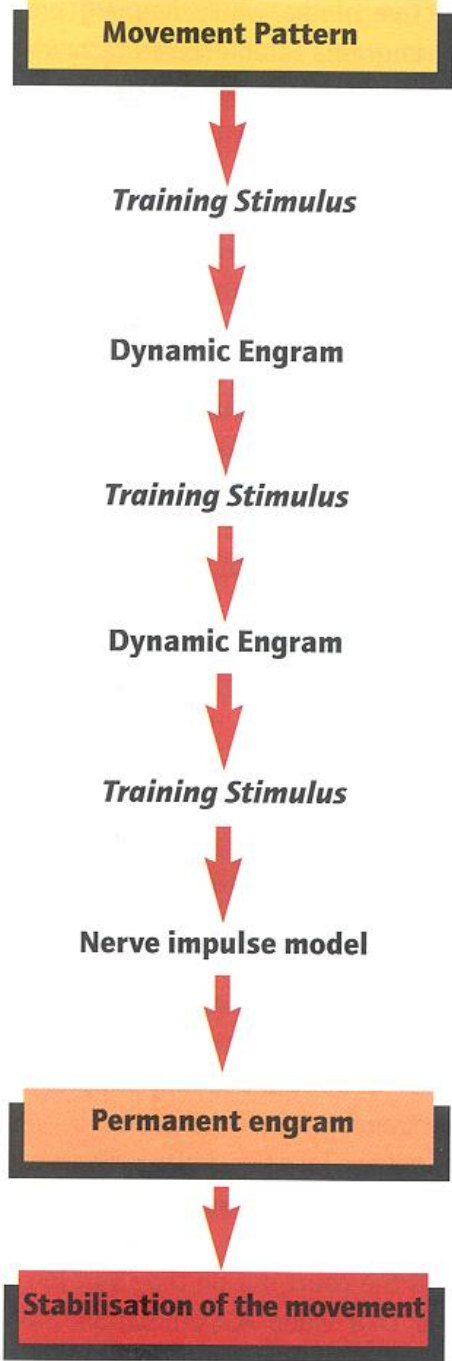 Movement Pattern
Training Stimulus
Dynamic Engram
Training Stimulus
Dynamic Engram
Training Stimulus
Nerve impulse model
Permanent engram
Stabilisation of the movement